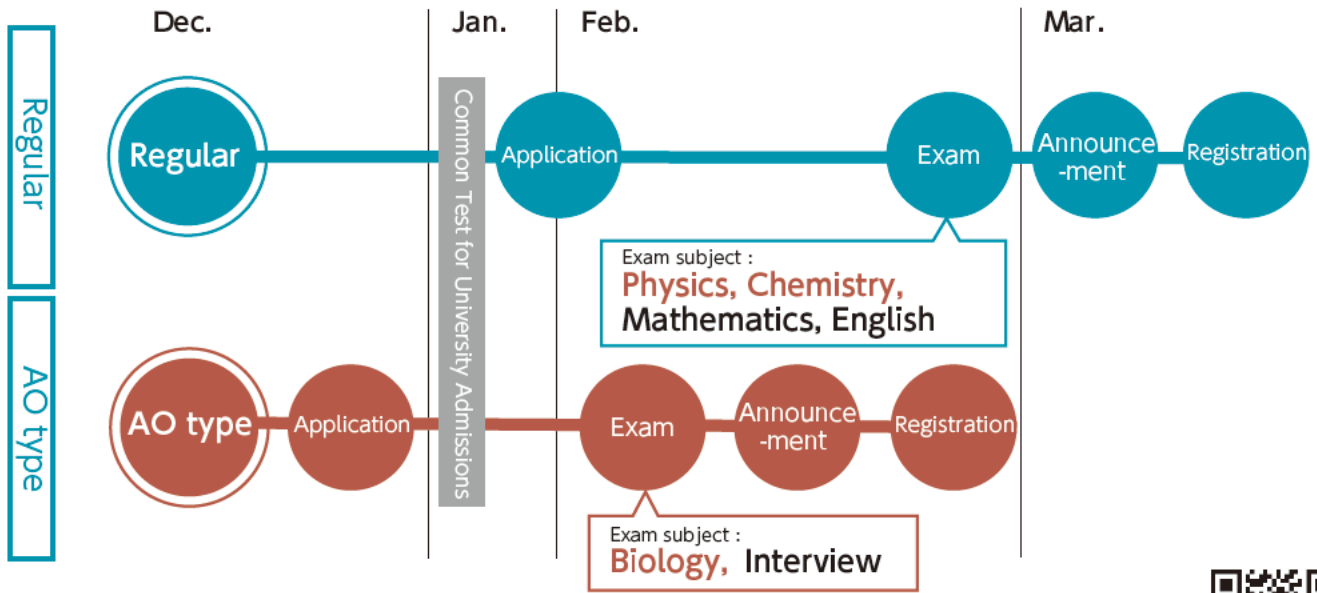 Dec.
Jan.
Feb.
Mar.
Regular
Regular
Common Test for University Admissions
Application
Exam
Announce
-ment
Registration
Exam subject :
Physics, Chemistry,
Mathematics, English
AO type
AO type
Application
Exam
Announce
-ment
Registration
Exam subject :
Biology, Interview